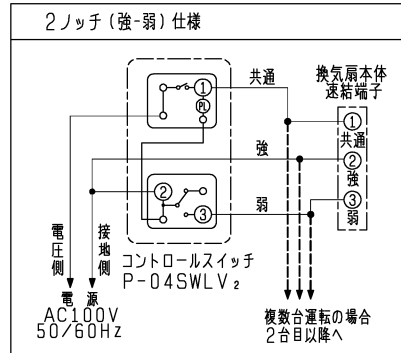 2ノッチ(強-弱)仕様
共通
換気扇本体
速結端子
①
PL
①
共通
強
②
強
②
③
弱
③
弱
電圧側
接地側
コントロールスイッチ
P-04SWLV2
電源
AC100V
50/60Hz
複数台運転の場合
2台目以降へ